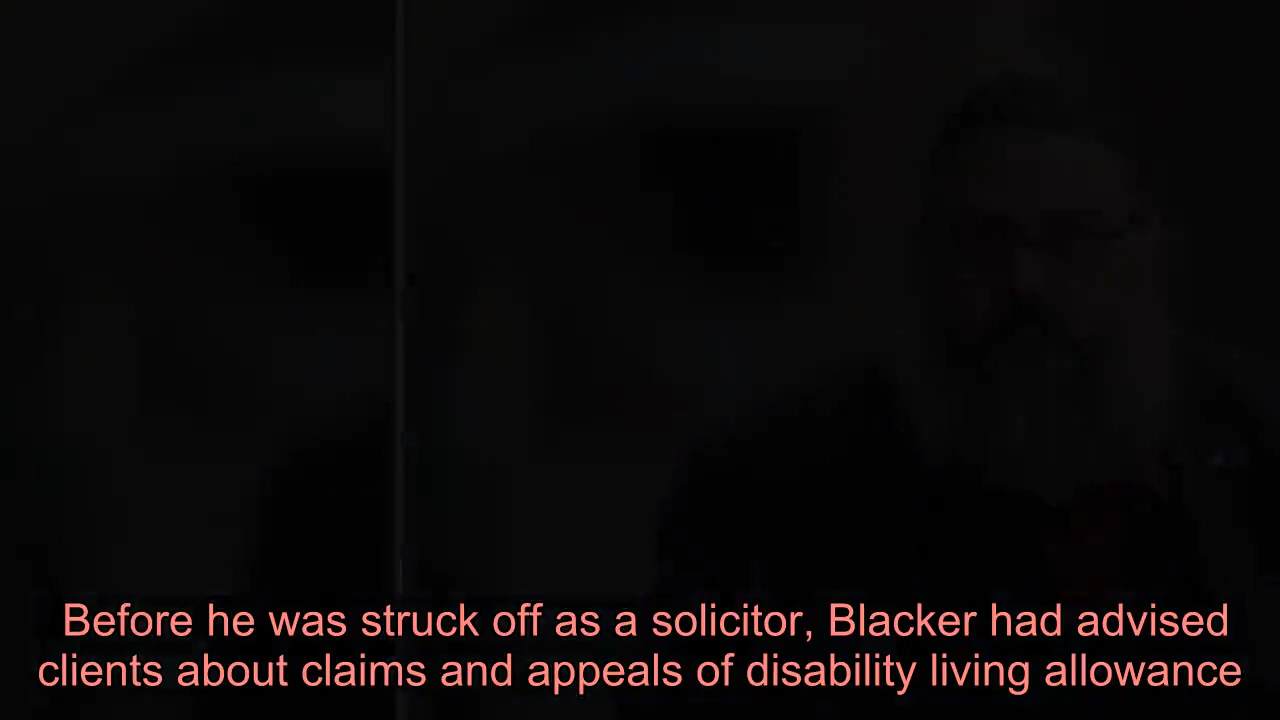 Before he was struck off as a solicitor, Blacker had advised
clients about claims and appeals of disability living allowance